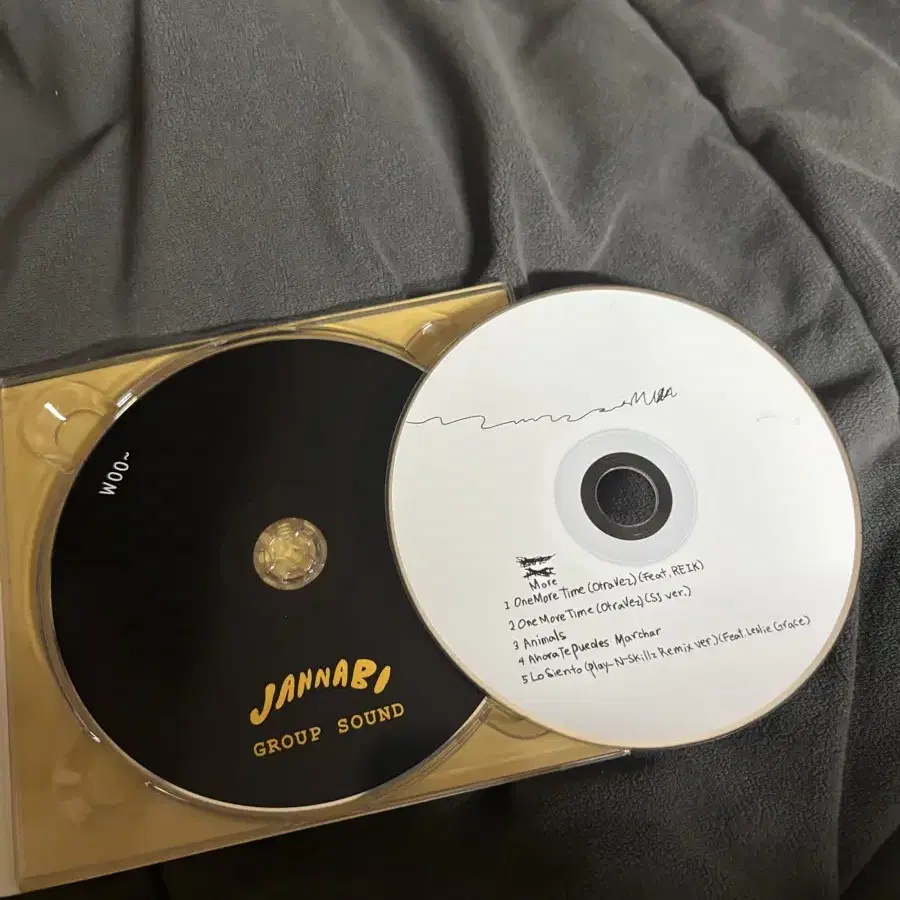 WOO~
JANNABI
GROUP SOUND
More
1 One More Time (Otra Vez) (Feat. REIK)
2 One More Time (Otra Vez) (SJ ver.)
3 Animals
4 Ahora Te Puedes Marchar
5 Lo Siento (Play-N-Skillz Remix ver.) (Feat. Leslie Grace)